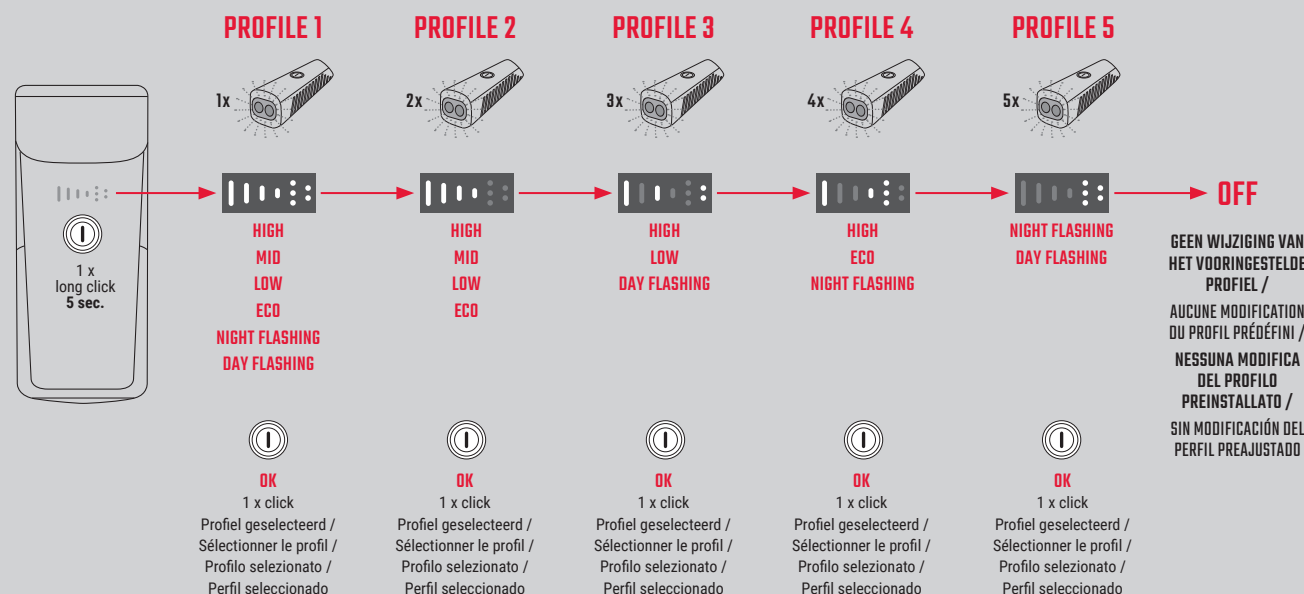 PROFILE 1
PROFILE 2
PROFILE 3
PROFILE 4
PROFILE 5
1x
2x
3x
4x
5x
1 x
long click
5 sec.
HIGH
MID
LOW
ECO
NIGHT FLASHING
DAY FLASHING
HIGH
MID
LOW
ECO
HIGH
LOW
DAY FLASHING
HIGH
ECO
NIGHT FLASHING
NIGHT FLASHING
DAY FLASHING
OFF
GEEN WIJZIGING VAN
HET VOORINGESTELDE
PROFIEL /
AUCUNE MODIFICATION
DU PROFIL PRÉDÉFINI /
NESSUNA MODIFICA
DEL PROFILO
PREINSTALLATO /
SIN MODIFICACIÓN DEL
PERFIL PREAJUSTADO
OK
1 x click
Profiel geselecteerd /
Sélectionner le profil /
Profilo selezionato /
Perfil seleccionado
OK
1 x click
Profiel geselecteerd /
Sélectionner le profil /
Profilo selezionato /
Perfil seleccionado
OK
1 x click
Profiel geselecteerd /
Sélectionner le profil /
Profilo selezionato /
Perfil seleccionado
OK
1 x click
Profiel geselecteerd /
Sélectionner le profil /
Profilo selezionato /
Perfil seleccionado
OK
1 x click
Profiel geselecteerd /
Sélectionner le profil /
Profilo selezionato /
Perfil seleccionado